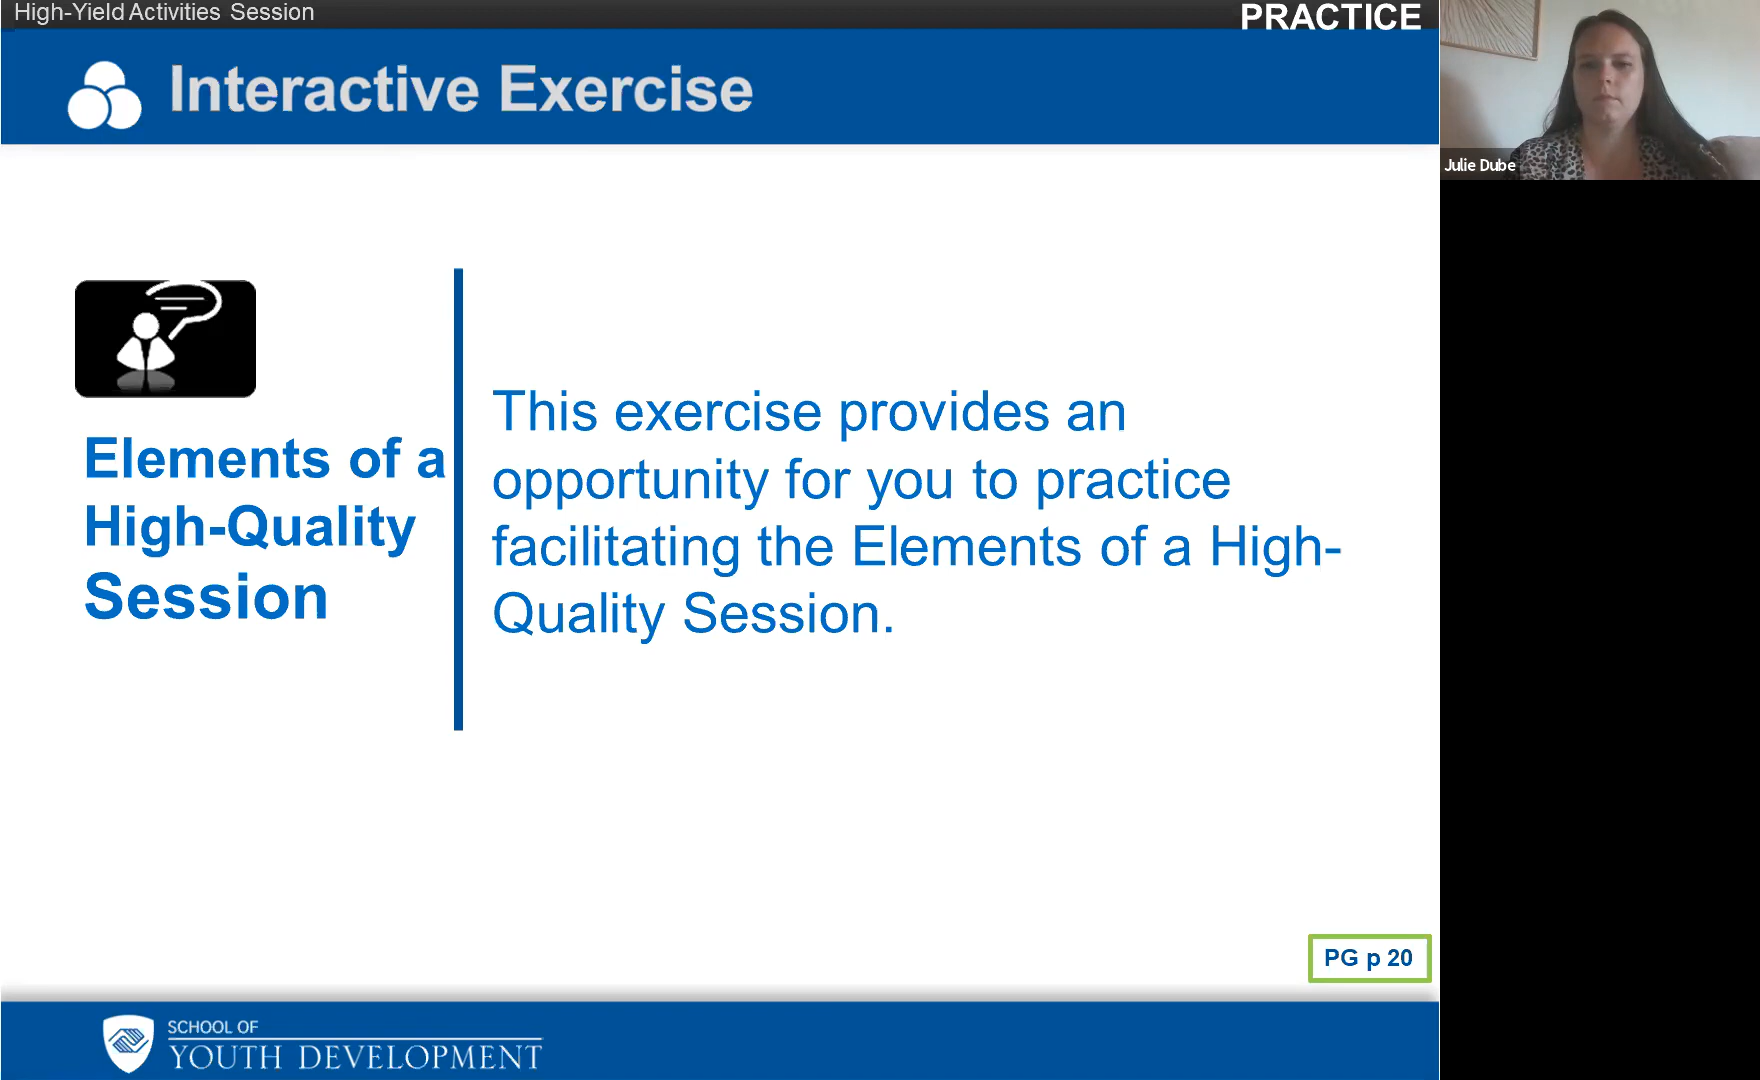 High-Yield Activities Session
PRACTICE
Interactive Exercise
Julie Dube
Elements of a
High-Quality
Session
This exercise provides an
opportunity for you to practice
facilitating the Elements of a High-
Quality Session.
PG p 20
SCHOOL OF
YOUTH DEVELOPMENT